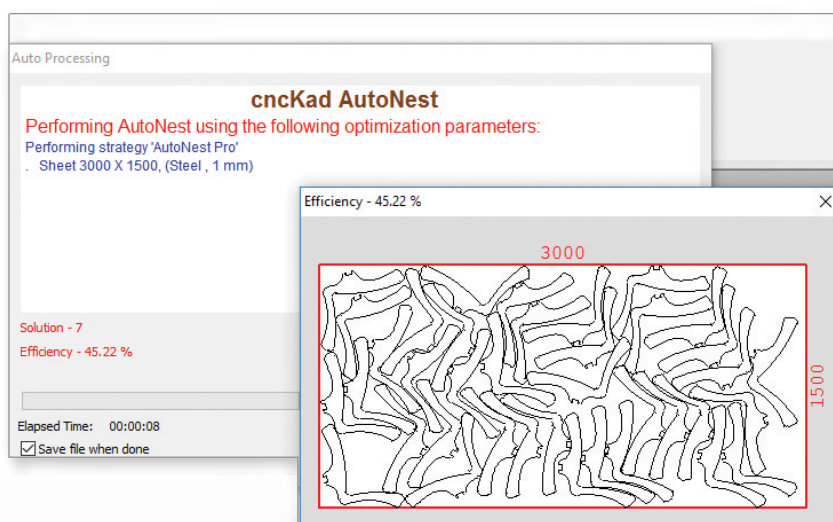 Auto Processing
cncKad AutoNest
Performing AutoNest using the following optimization parameters:
Performing strategy 'AutoNest Pro'
. Sheet 3000 X 1500, (Steel , 1 mm)
Efficiency - 45.22 %
3000
1500
Solution - 7
Efficiency - 45.22 %
Elapsed Time: 00:00:08
Save file when done